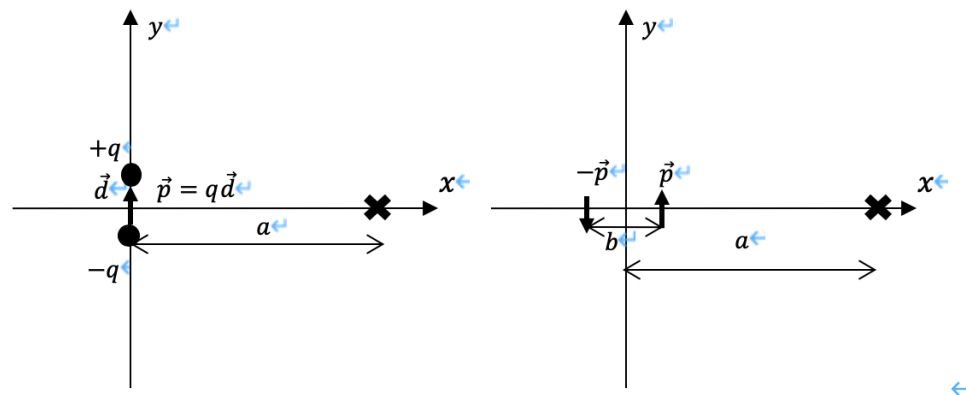 y↵
+q
d⃗↵
p⃗ = qd⃗↵
x↵
a↵
−q
y↵
−p⃗↵
p⃗↵
x↵
b↵
a↵
↵